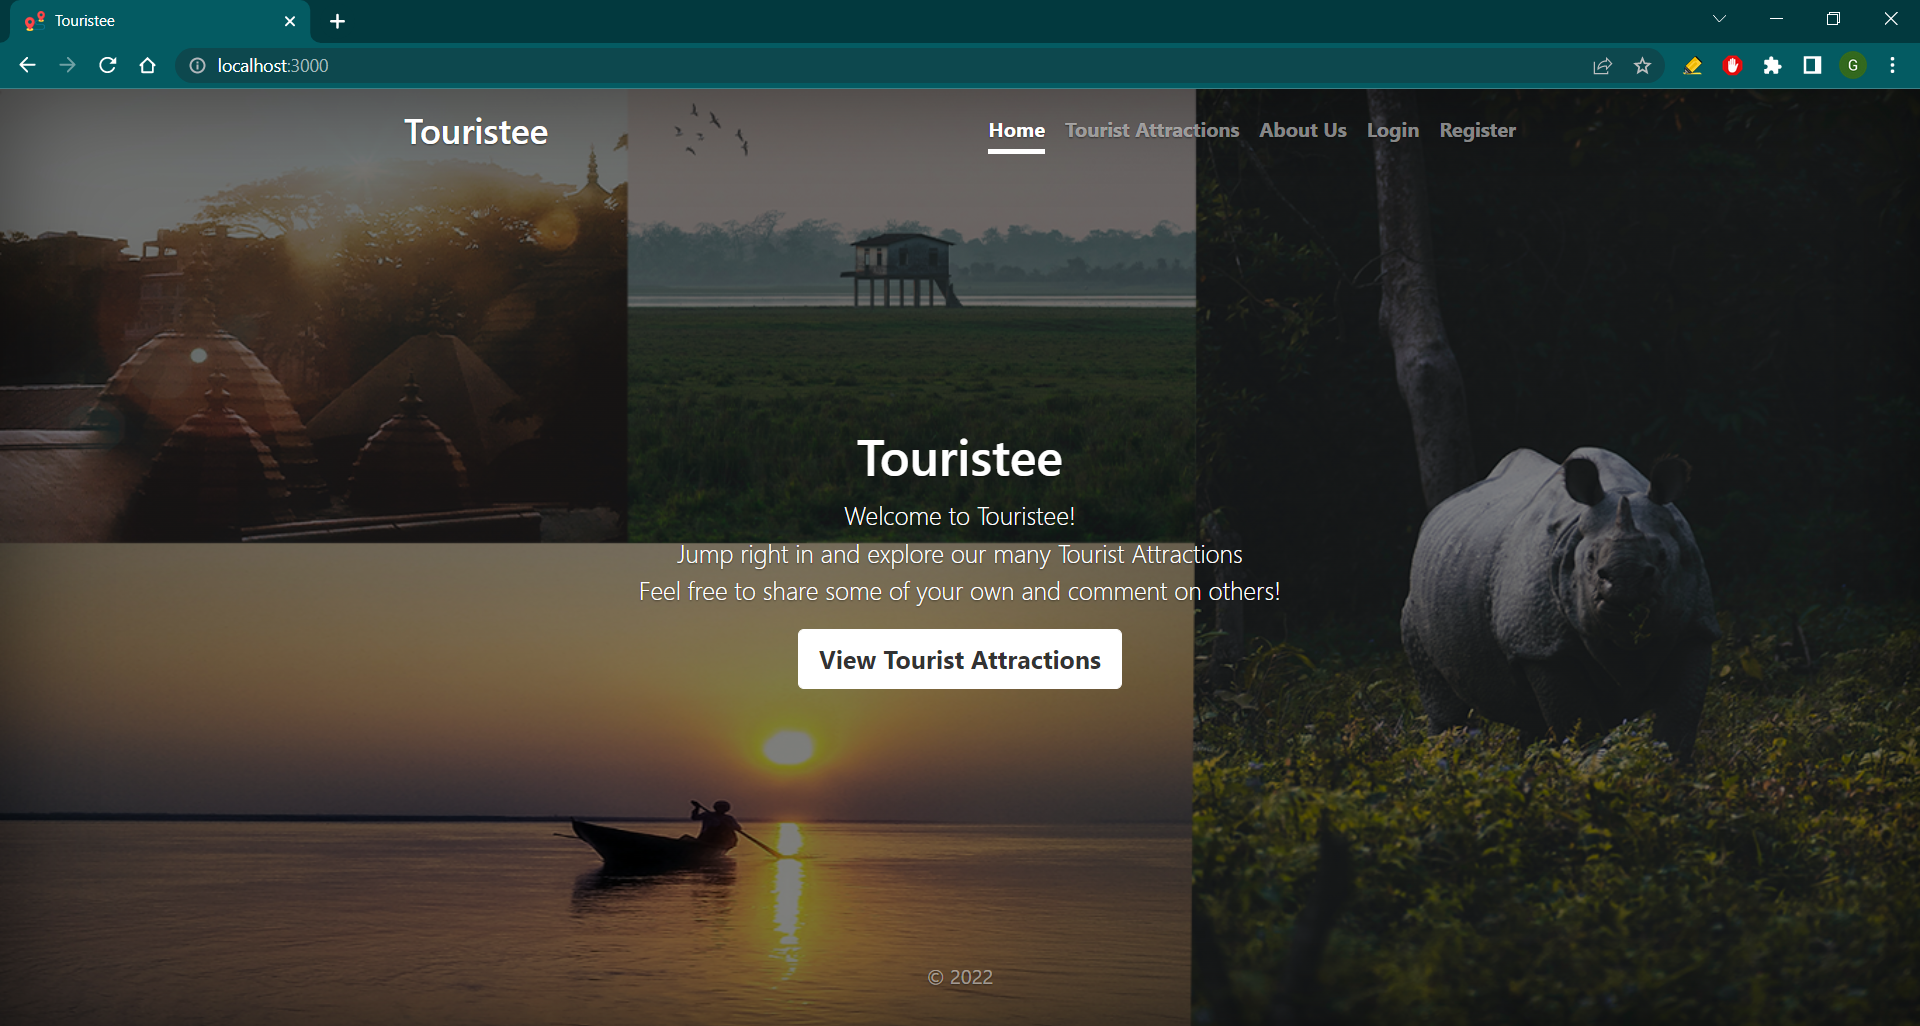 Touristee
localhost:3000
G
Touristee
Home Tourist Attractions About Us Login Register
Touristee
Welcome to Touristee!
Jump right in and explore our many Tourist Attractions
Feel free to share some of your own and comment on others!
View Tourist Attractions
© 2022